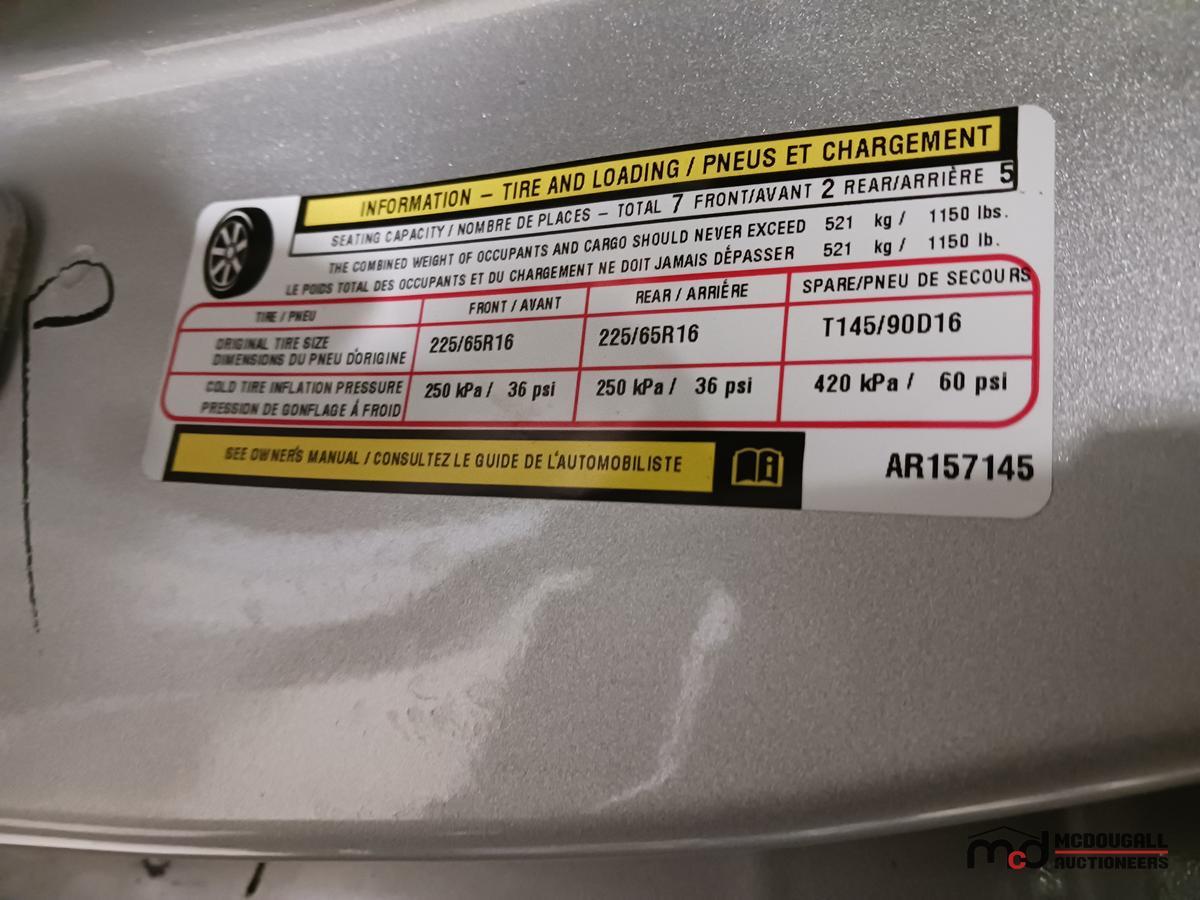 INFORMATION – TIRE AND LOADING / PNEUS ET CHARGEMENT
SEATING CAPACITY / NOMBRE DE PLACES – TOTAL 7 FRONT/AVANT 2 REAR/ARRIÈRE 5
THE COMBINED WEIGHT OF OCCUPANTS AND CARGO SHOULD NEVER EXCEED 521 kg / 1150 lbs.
LE POIDS TOTAL DES OCCUPANTS ET DU CHARGEMENT NE DOIT JAMAIS DÉPASSER 521 kg / 1150 lb.
TIRE / PNEU FRONT / AVANT REAR / ARRIÈRE SPARE/PNEU DE SECOURS
ORIGINAL TIRE SIZE 225/65R16 225/65R16 T145/90D16
DIMENSIONS DU PNEU D'ORIGINE
COLD TIRE INFLATION PRESSURE 250 kPa / 36 psi 250 kPa / 36 psi 420 kPa / 60 psi
PRESSION DE GONFLAGE À FROID
SEE OWNER'S MANUAL / CONSULTEZ LE GUIDE DE L'AUTOMOBILISTE
AR157145
mcd MCDOUGALL
AUCTIONEERS